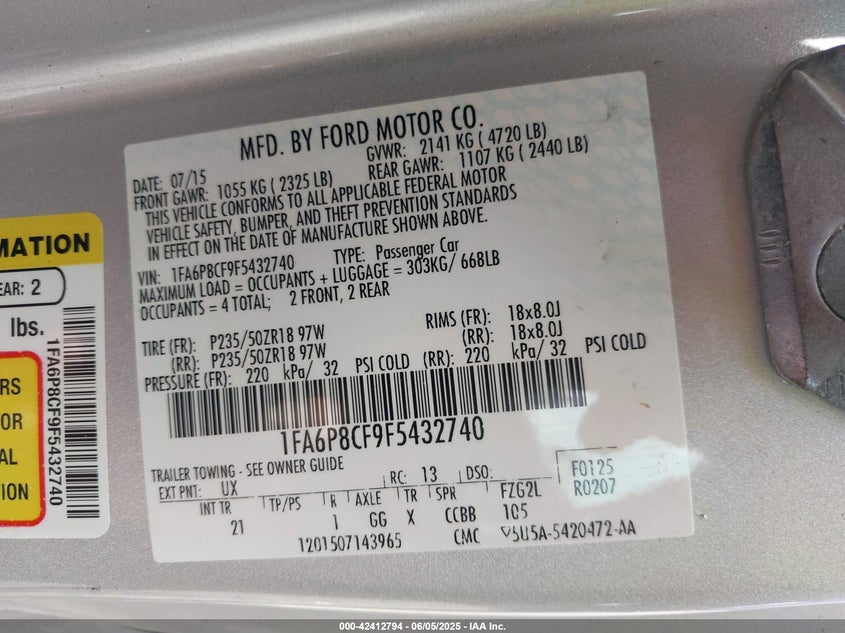 MFD. BY FORD MOTOR CO.
DATE: 07/15 GVWR: 2141 KG ( 4720 LB)
FRONT GAWR: 1055 KG ( 2325 LB) REAR GAWR: 1107 KG ( 2440 LB)
THIS VEHICLE CONFORMS TO ALL APPLICABLE FEDERAL MOTOR
VEHICLE SAFETY, BUMPER, AND THEFT PREVENTION STANDARDS
IN EFFECT ON THE DATE OF MANUFACTURE SHOWN ABOVE.
VIN: 1FA6P8CF9F5432740 TYPE: Passenger Car
MAXIMUM LOAD = OCCUPANTS + LUGGAGE = 303KG/ 668LB
OCCUPANTS = 4 TOTAL; 2 FRONT, 2 REAR
TIRE (FR): P235/50ZR18 97W RIMS (FR): 18x8.0J
(RR): P235/50ZR18 97W (RR): 18x8.0J
PRESSURE (FR): 220 kPa/ 32 PSI COLD (RR): 220 kPa/ 32 PSI COLD
1FA6P8CF9F5432740
TRAILER TOWING - SEE OWNER GUIDE
EXT PNT: UX RC: 13 DSO: F0125
R0207
INT TR TP/PS R AXLE TR SPR FZG2L
21 1 GG X CCBB 105
1201507143965 CMC 5U5A-5420472-AA
MATION
EAR: 2
lbs.
1FA6P8CF9F5432740
RS
OR
AL
TION
000-42412794 - 06/05/2025 - IAA Inc.